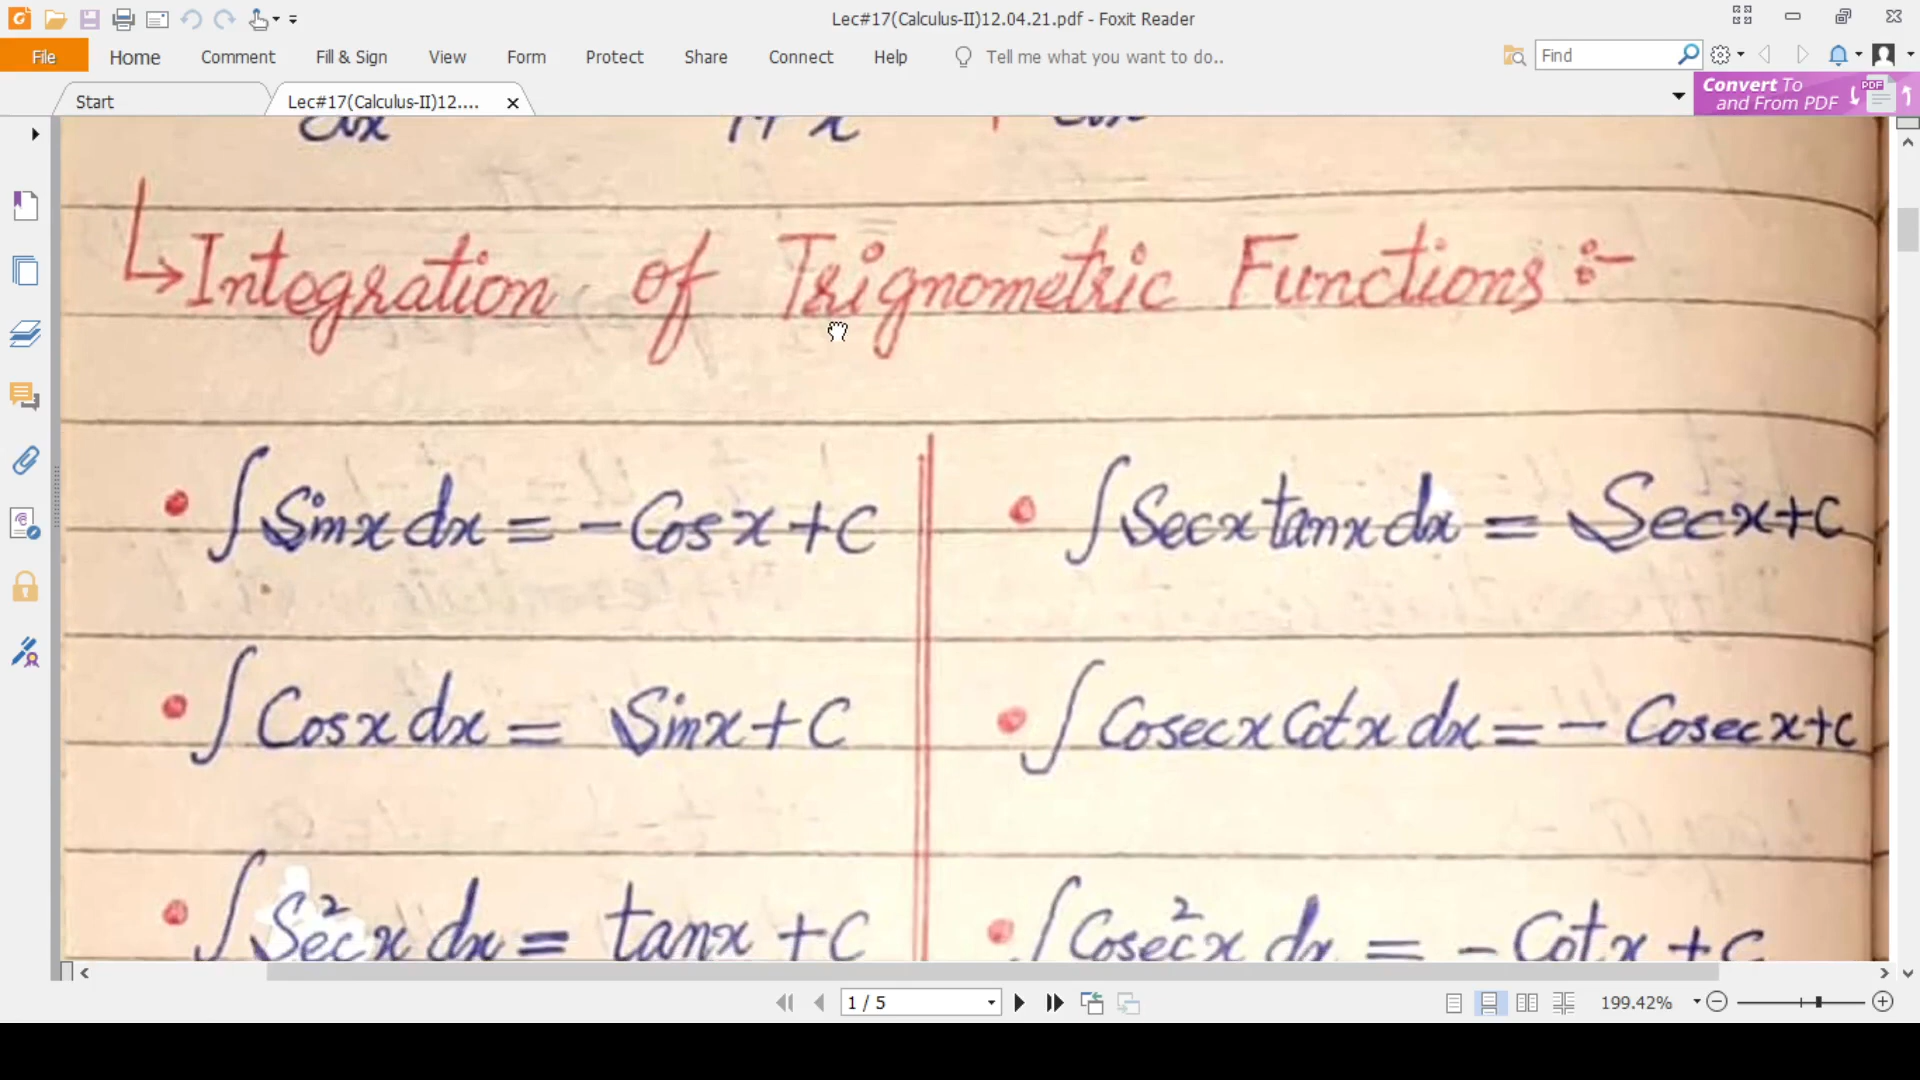 Lec#17(Calculus-II)12.04.21.pdf - Foxit Reader
File Home Comment Fill & Sign View Form Protect Share Connect Help Tell me what you want to do.. Find
Start Lec#17(Calculus-II)12.... Convert To and From PDF
dx
Integration of Trignometric Functions :-
∫ Sinx dx = -Cosx + C
∫ Secx tanx dx = Secx + C
∫ Cosx dx = Sinx + C
∫ Cosecx Cotx dx = - Cosecx + c
∫ Sec²x dx = tanx + C
∫ Cosec²x dx = - Cotx + C
1 / 5 199.42%